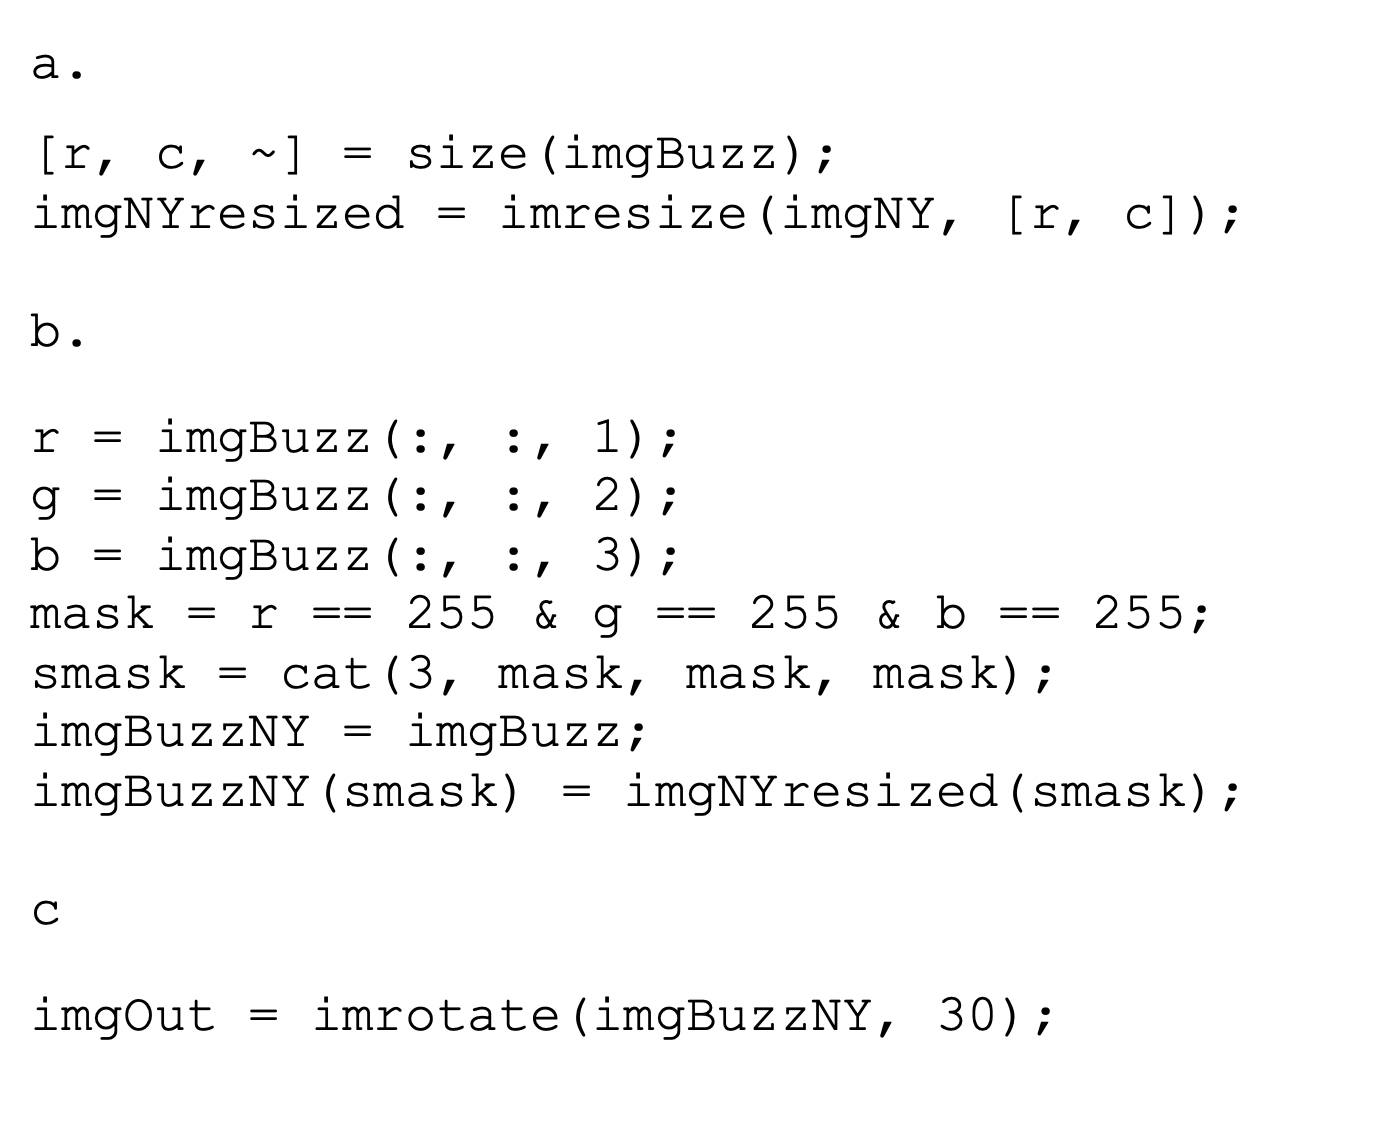 a.
[r, c, ~] = size(imgBuzz);
imgNYresized = imresize(imgNY, [r, c]);
b.
r = imgBuzz(:, :, 1);
g = imgBuzz(:, :, 2);
b = imgBuzz(:, :, 3);
mask = r == 255 & g == 255 & b == 255;
smask = cat(3, mask, mask, mask);
imgBuzzNY = imgBuzz;
imgBuzzNY(smask) = imgNYresized(smask);
c
imgOut = imrotate(imgBuzzNY, 30);